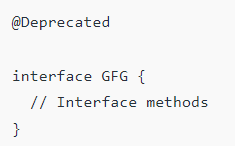 @Deprecated
interface GFG {
  // Interface methods
}